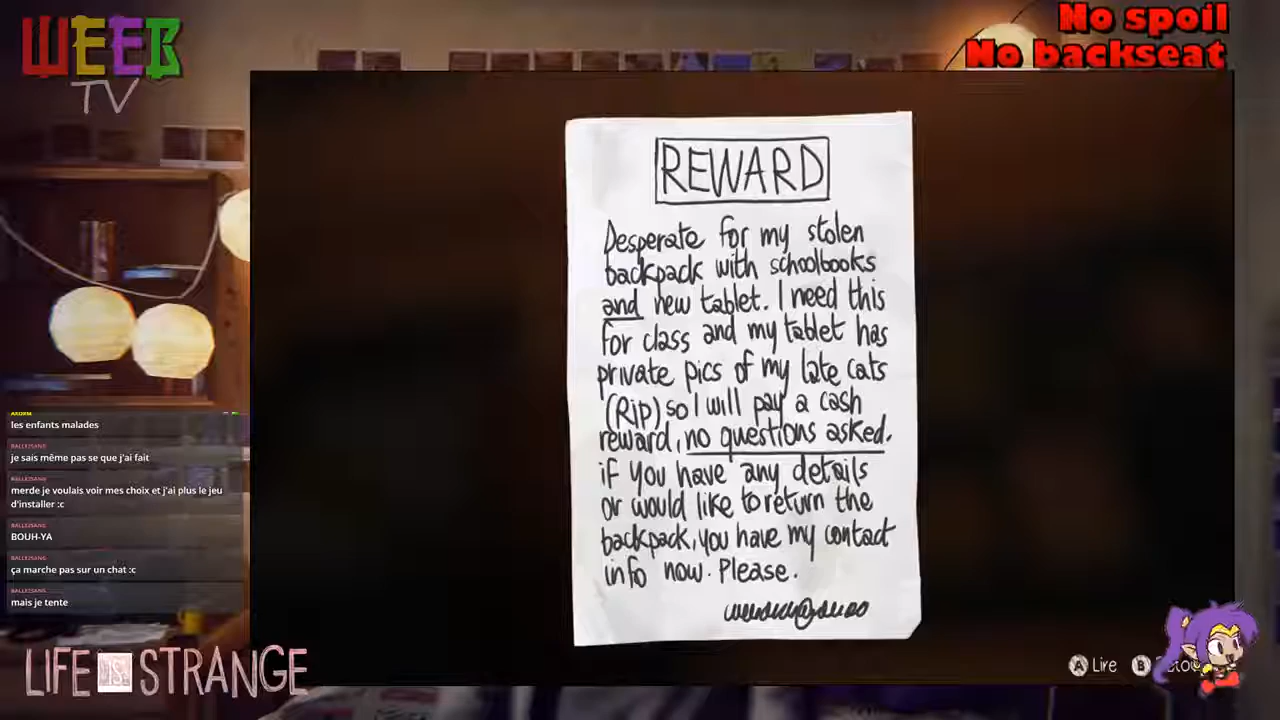 WEEB
TV
No spoil
No backseat
REWARD
Desperate for my stolen
backpack with schoolbooks
and new tablet. I need this
for class and my tablet has
private pics of my late cats
(RIP) so I will pay a cash
reward, no questions asked.
if you have any details
or would like to return the
backpack, you have my contact
info now. Please.
les enfants malades
BALLEISANG
je sais même pas se que j'ai fait
BALLEISANG
merde je voulais voir mes choix et j'ai plus le jeu
d'installer :c
BALLEISANG
BOUH-YA
BALLEISANG
ça marche pas sur un chat :c
BALLEISANG
mais je tente
LIFE IS STRANGE
A Lire B